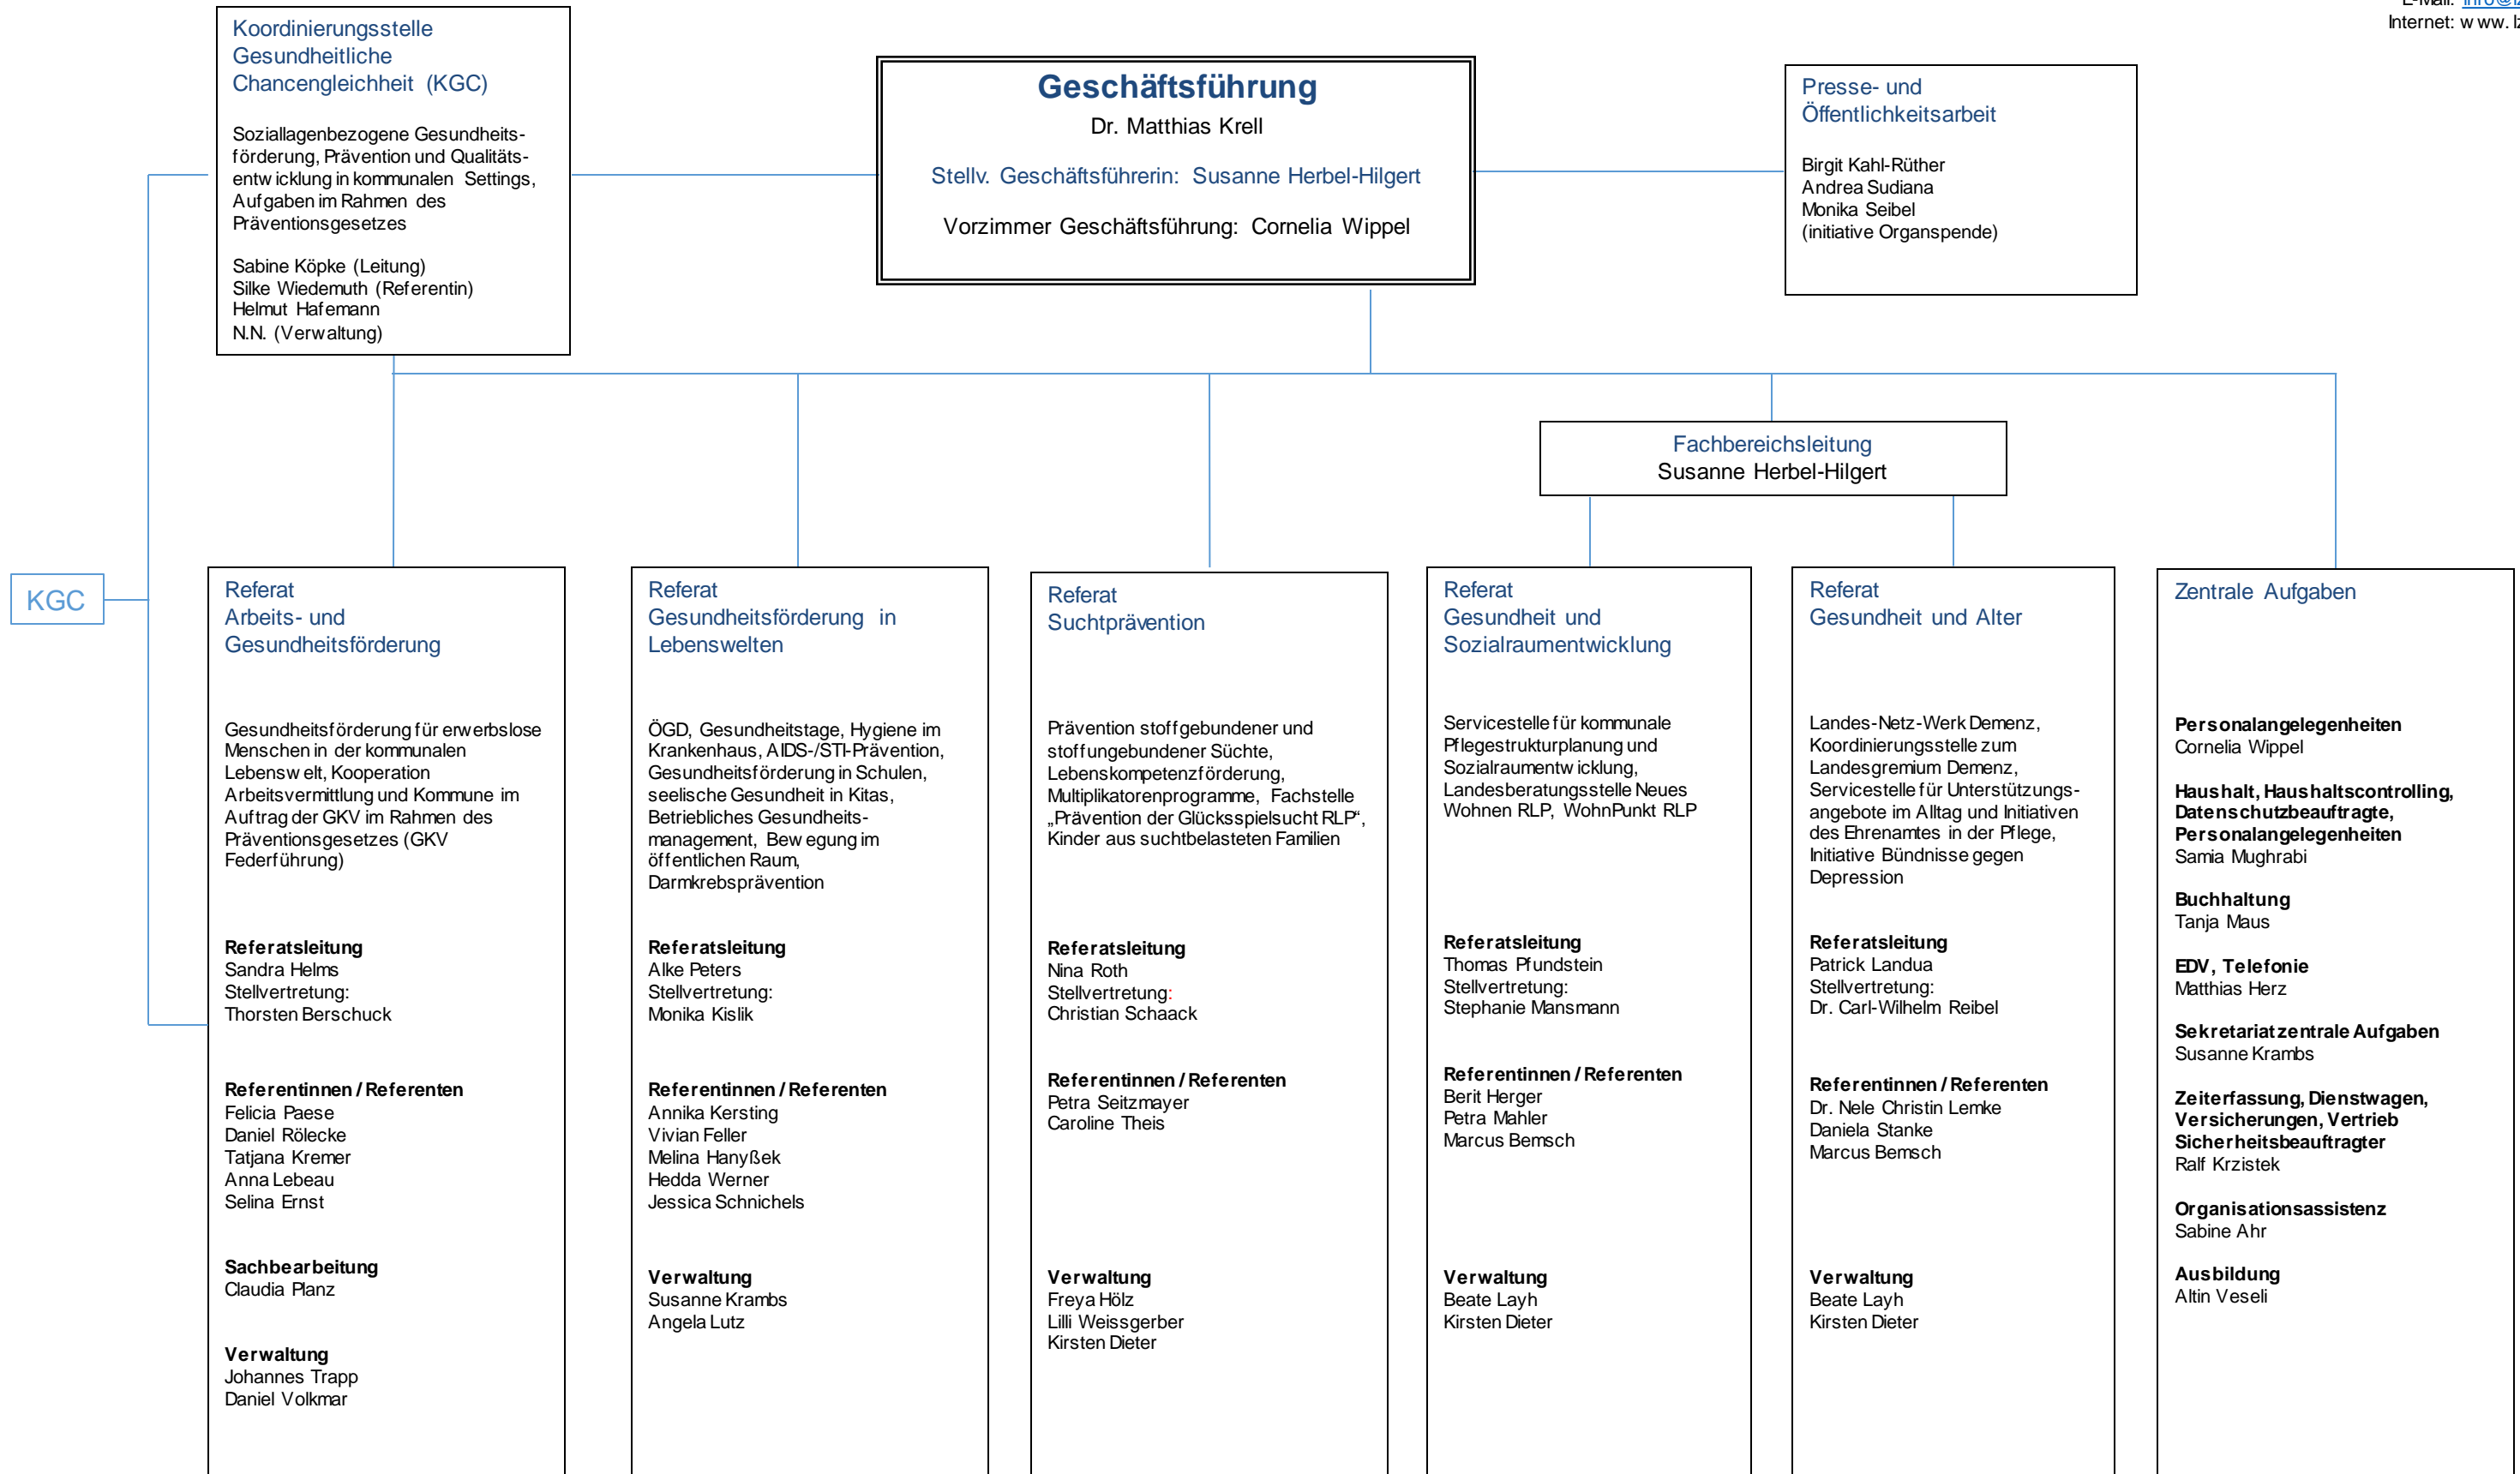 E-Mail:
Internet: www.
Koordinierungsstelle
Gesundheitliche
Chancengleichheit (KGC)
Soziallagenbezogene Gesundheits-
förderung, Prävention und Qualitäts-
entwicklung in kommunalen Settings,
Aufgaben im Rahmen des
Präventionsgesetzes
Sabine Köpke (Leitung)
Silke Wiedemuth (Referentin)
Helmut Hafemann
N.N. (Verwaltung)
Geschäftsführung
Dr. Matthias Krell
Stellv. Geschäftsführerin: Susanne Herbel-Hilgert
Vorzimmer Geschäftsführung: Cornelia Wippel
Presse- und
Öffentlichkeitsarbeit
Birgit Kahl-Rüther
Andrea Sudiana
Monika Seibel
(initiative Organspende)
Fachbereichsleitung
Susanne Herbel-Hilgert
KGC
Referat
Arbeits- und
Gesundheitsförderung
Gesundheitsförderung für erwerbslose
Menschen in der kommunalen
Lebenswelt, Kooperation
Arbeitsvermittlung und Kommune im
Auftrag der GKV im Rahmen des
Präventionsgesetzes (GKV
Federführung)
Referatsleitung
Sandra Helms
Stellvertretung:
Thorsten Berschuck
Referentinnen / Referenten
Felicia Paese
Daniel Rölecke
Tatjana Kremer
Anna Lebeau
Selina Ernst
Sachbearbeitung
Claudia Planz
Verwaltung
Johannes Trapp
Daniel Volkmar
Referat
Gesundheitsförderung in
Lebenswelten
ÖGD, Gesundheitstage, Hygiene im
Krankenhaus, AIDS-/STI-Prävention,
Gesundheitsförderung in Schulen,
seelische Gesundheit in Kitas,
Betriebliches Gesundheits-
management, Bewegung im
öffentlichen Raum,
Darmkrebsprävention
Referatsleitung
Alke Peters
Stellvertretung:
Monika Kislik
Referentinnen / Referenten
Annika Kersting
Vivian Feller
Melina Hanyßek
Hedda Werner
Jessica Schnichels
Verwaltung
Susanne Krambs
Angela Lutz
Referat
Suchtprävention
Prävention stoffgebundener und
stoffungebundener Süchte,
Lebenskompetenzförderung,
Multiplikatorenprogramme, Fachstelle
„Prävention der Glücksspielsucht RLP“,
Kinder aus suchtbelasteten Familien
Referatsleitung
Nina Roth
Stellvertretung:
Christian Schaack
Referentinnen / Referenten
Petra Seitzmayer
Caroline Theis
Verwaltung
Freya Hölz
Lilli Weissgerber
Kirsten Dieter
Referat
Gesundheit und
Sozialraumentwicklung
Servicestelle für kommunale
Pflegestrukturplanung und
Sozialraumentwicklung,
Landesberatungsstelle Neues
Wohnen RLP, WohnPunkt RLP
Referatsleitung
Thomas Pfundstein
Stellvertretung:
Stephanie Mansmann
Referentinnen / Referenten
Berit Herger
Petra Mahler
Marcus Bemsch
Verwaltung
Beate Layh
Kirsten Dieter
Referat
Gesundheit und Alter
Landes-Netz-Werk Demenz,
Koordinierungsstelle zum
Landesgremium Demenz,
Servicestelle für Unterstützungs-
angebote im Alltag und Initiativen
des Ehrenamtes in der Pflege,
Initiative Bündnisse gegen
Depression
Referatsleitung
Patrick Landua
Stellvertretung:
Dr. Carl-Wilhelm Reibel
Referentinnen / Referenten
Dr. Nele Christin Lemke
Daniela Stanke
Marcus Bemsch
Verwaltung
Beate Layh
Kirsten Dieter
Zentrale Aufgaben
Personalangelegenheiten
Cornelia Wippel
Haushalt, Haushaltscontrolling,
Datenschutzbeauftragte,
Personalangelegenheiten
Samia Mughrabi
Buchhaltung
Tanja Maus
EDV, Telefonie
Matthias Herz
Sekretariat zentrale Aufgaben
Susanne Krambs
Zeiterfassung, Dienstwagen,
Versicherungen, Vertrieb
Sicherheitsbeauftragter
Ralf Krzistek
Organisationsassistenz
Sabine Ahr
Ausbildung
Altin Veseli